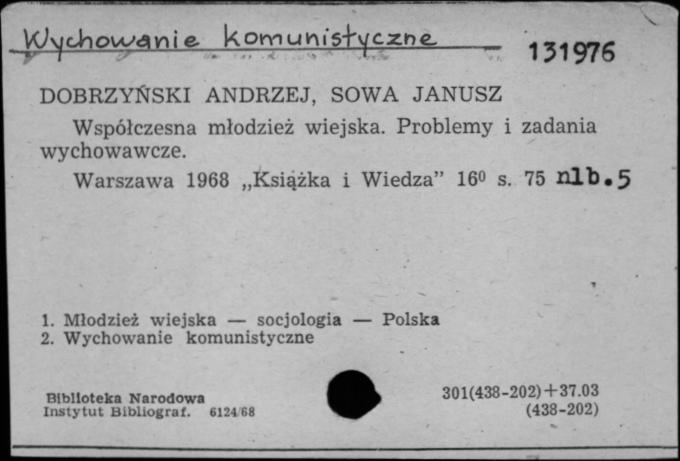 Wychowanie komunistyczne
131976
DOBRZYŃSKI ANDRZEJ, SOWA JANUSZ
Współczesna młodzież wiejska. Problemy i zadania
wychowawcze.
Warszawa 1968 „Książka i Wiedza” 16⁰ s. 75 nlb.5
1. Młodzież wiejska — socjologia — Polska
2. Wychowanie komunistyczne
Biblioteka Narodowa
Instytut Bibliograf. 6124/68
301(438-202)+37.03
(438-202)